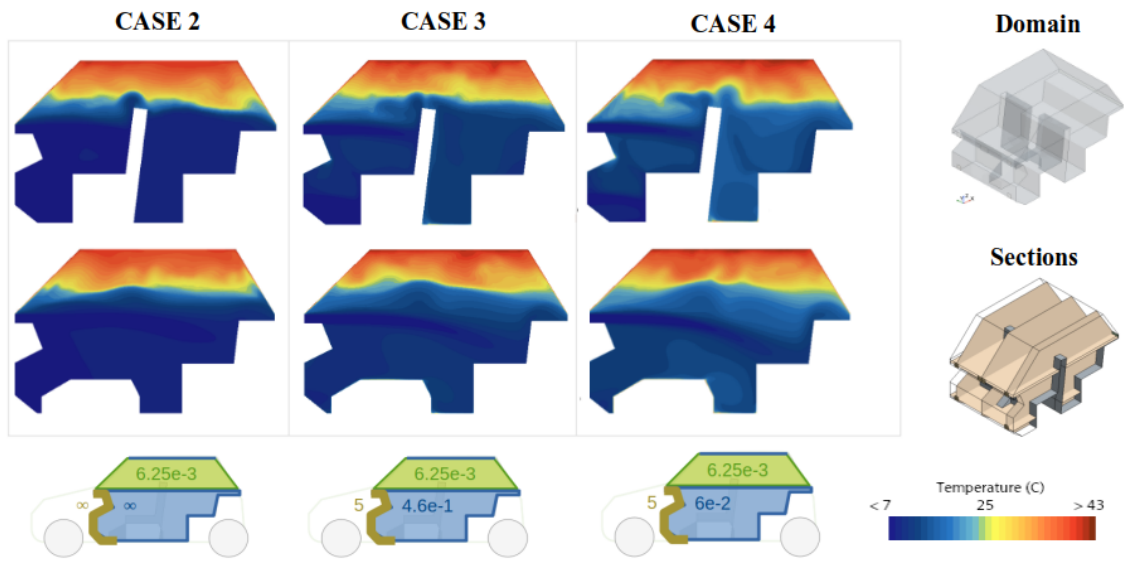 CASE 2
CASE 3
CASE 4
Domain
Sections
6.25e-3
∞
∞
6.25e-3
5
4.6e-1
6.25e-3
5
6e-2
Temperature (C)
< 7
25
> 43